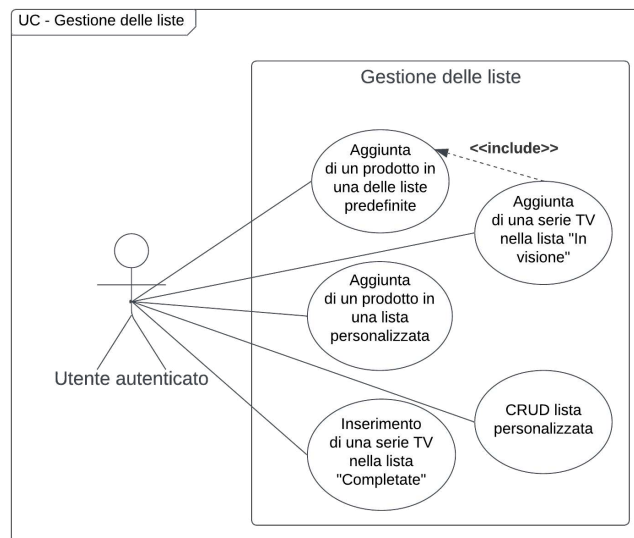 UC - Gestione delle liste
Gestione delle liste
Aggiunta
di un prodotto in
una delle liste
predefinite
<<include>>
Aggiunta
di una serie TV
nella lista "In
visione"
Aggiunta
di un prodotto in
una lista
personalizzata
Utente autenticato
CRUD lista
personalizzata
Inserimento
di una serie TV
nella lista
"Completate"